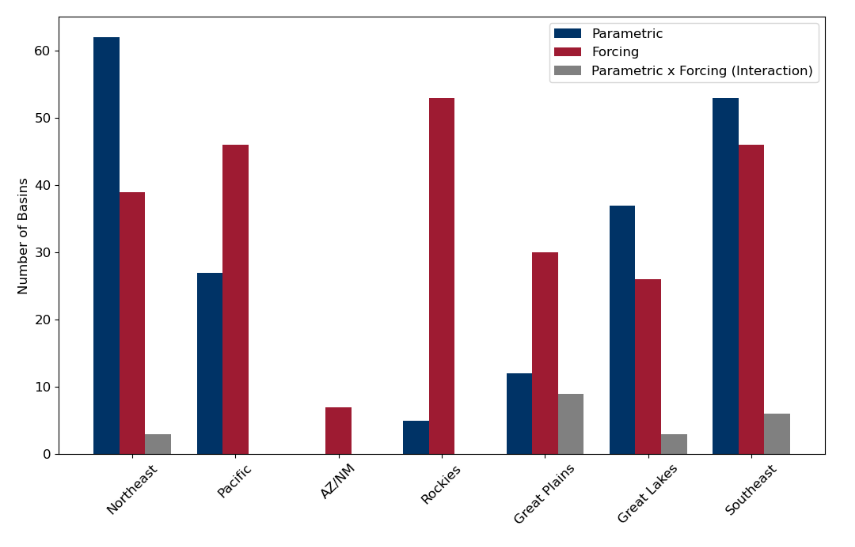 Parametric
Forcing
Parametric x Forcing (Interaction)
Number of Basins
60
50
40
30
20
10
0
Northeast
Pacific
AZ/NM
Rockies
Great Plains
Great Lakes
Southeast